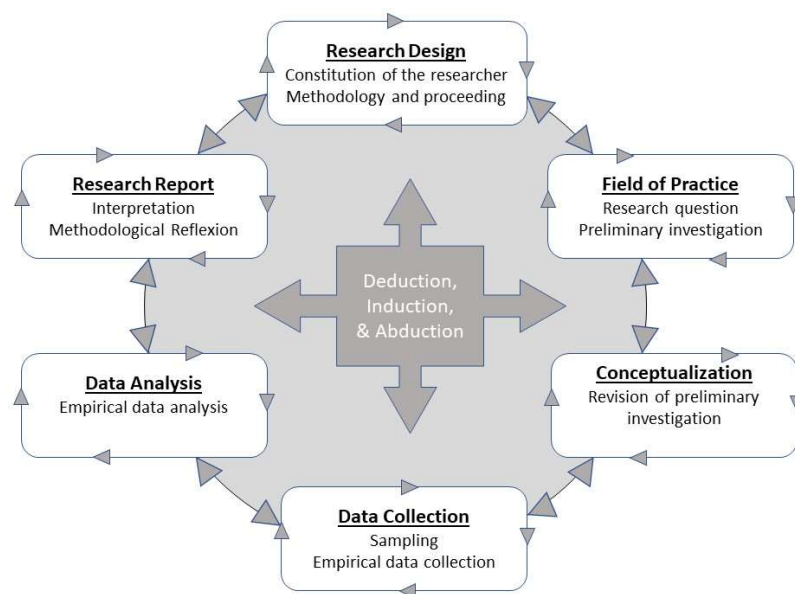 Research Design
Constitution of the researcher
Methodology and proceeding
Research Report
Interpretation
Methodological Reflexion
Field of Practice
Research question
Preliminary investigation
Deduction,
Induction,
& Abduction
Data Analysis
Empirical data analysis
Conceptualization
Revision of preliminary
investigation
Data Collection
Sampling
Empirical data collection